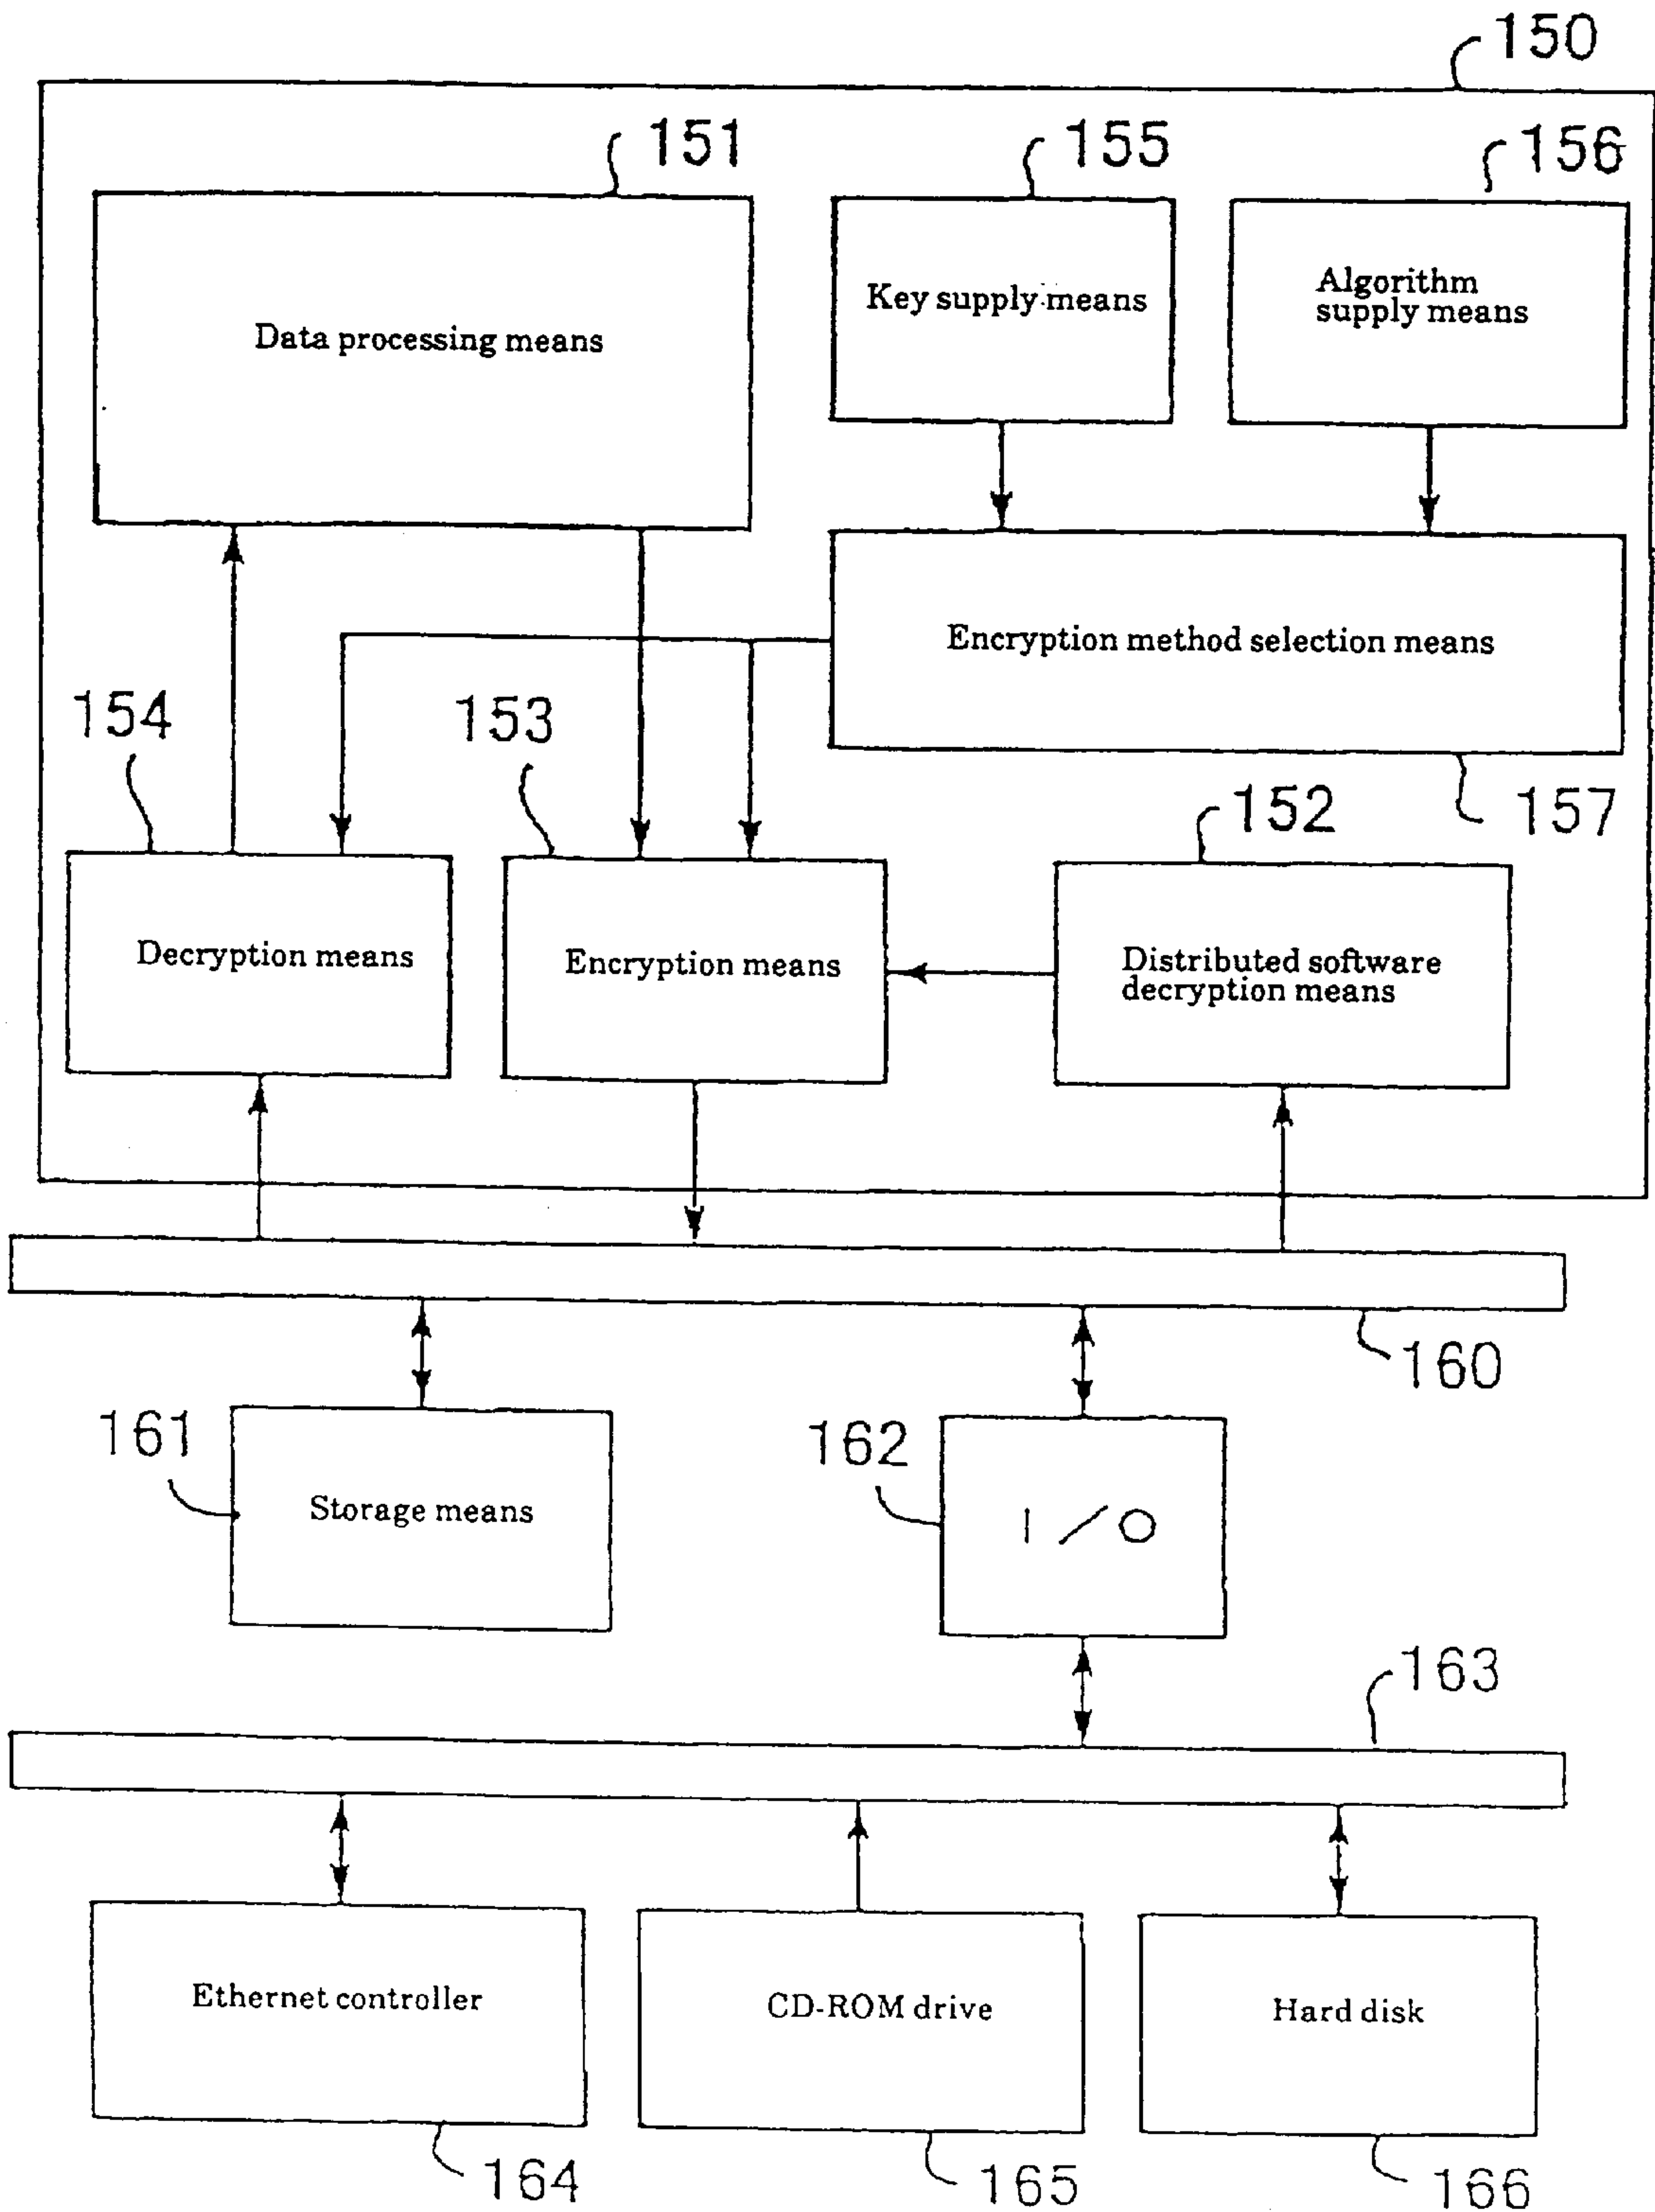 150
151
155
156
Data processing means
Key supply means
Algorithm
supply means
Encryption method selection means
154
153
157
152
Decryption means
Encryption means
Distributed software
decryption means
160
161
162
Storage means
I/O
163
Ethernet controller
CD-ROM drive
Hard disk
164
165
166